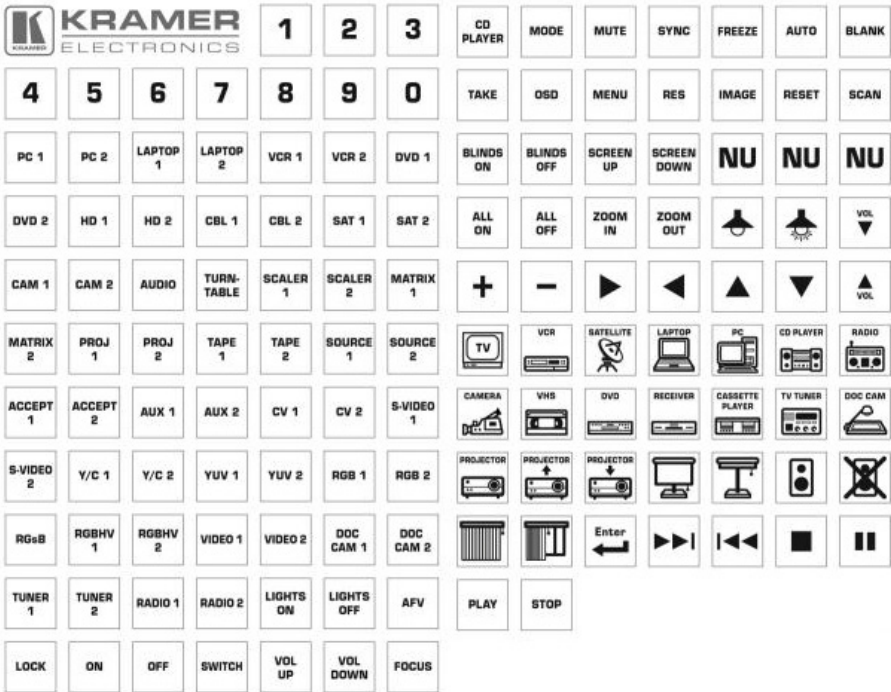 KRAMER
KRAMER
ELECTRONICS
1 2 3
4 5 6 7 8 9 0
PC 1 PC 2 LAPTOP 1 LAPTOP 2 VCR 1 VCR 2 DVD 1
DVD 2 HD 1 HD 2 CBL 1 CBL 2 SAT 1 SAT 2
CAM 1 CAM 2 AUDIO TURN-TABLE SCALER 1 SCALER 2 MATRIX 1
MATRIX 2 PROJ 1 PROJ 2 TAPE 1 TAPE 2 SOURCE 1 SOURCE 2
ACCEPT 1 ACCEPT 2 AUX 1 AUX 2 CV 1 CV 2 S-VIDEO 1
S-VIDEO 2 Y/C 1 Y/C 2 YUV 1 YUV 2 RGB 1 RGB 2
RGsB RGBHV 1 RGBHV 2 VIDEO 1 VIDEO 2 DOC CAM 1 DOC CAM 2
TUNER 1 TUNER 2 RADIO 1 RADIO 2 LIGHTS ON LIGHTS OFF AFV
LOCK ON OFF SWITCH VOL UP VOL DOWN FOCUS
CD PLAYER MODE MUTE SYNC FREEZE AUTO BLANK
TAKE OSD MENU RES IMAGE RESET SCAN
BLINDS ON BLINDS OFF SCREEN UP SCREEN DOWN NU NU NU
ALL ON ALL OFF ZOOM IN ZOOM OUT VOL
+ − VOL
TV VCR SATELLITE LAPTOP PC CD PLAYER RADIO
CAMERA VHS DVD RECEIVER CASSETTE PLAYER TV TUNER DOC CAM
PROJECTOR PROJECTOR PROJECTOR
Enter
PLAY STOP